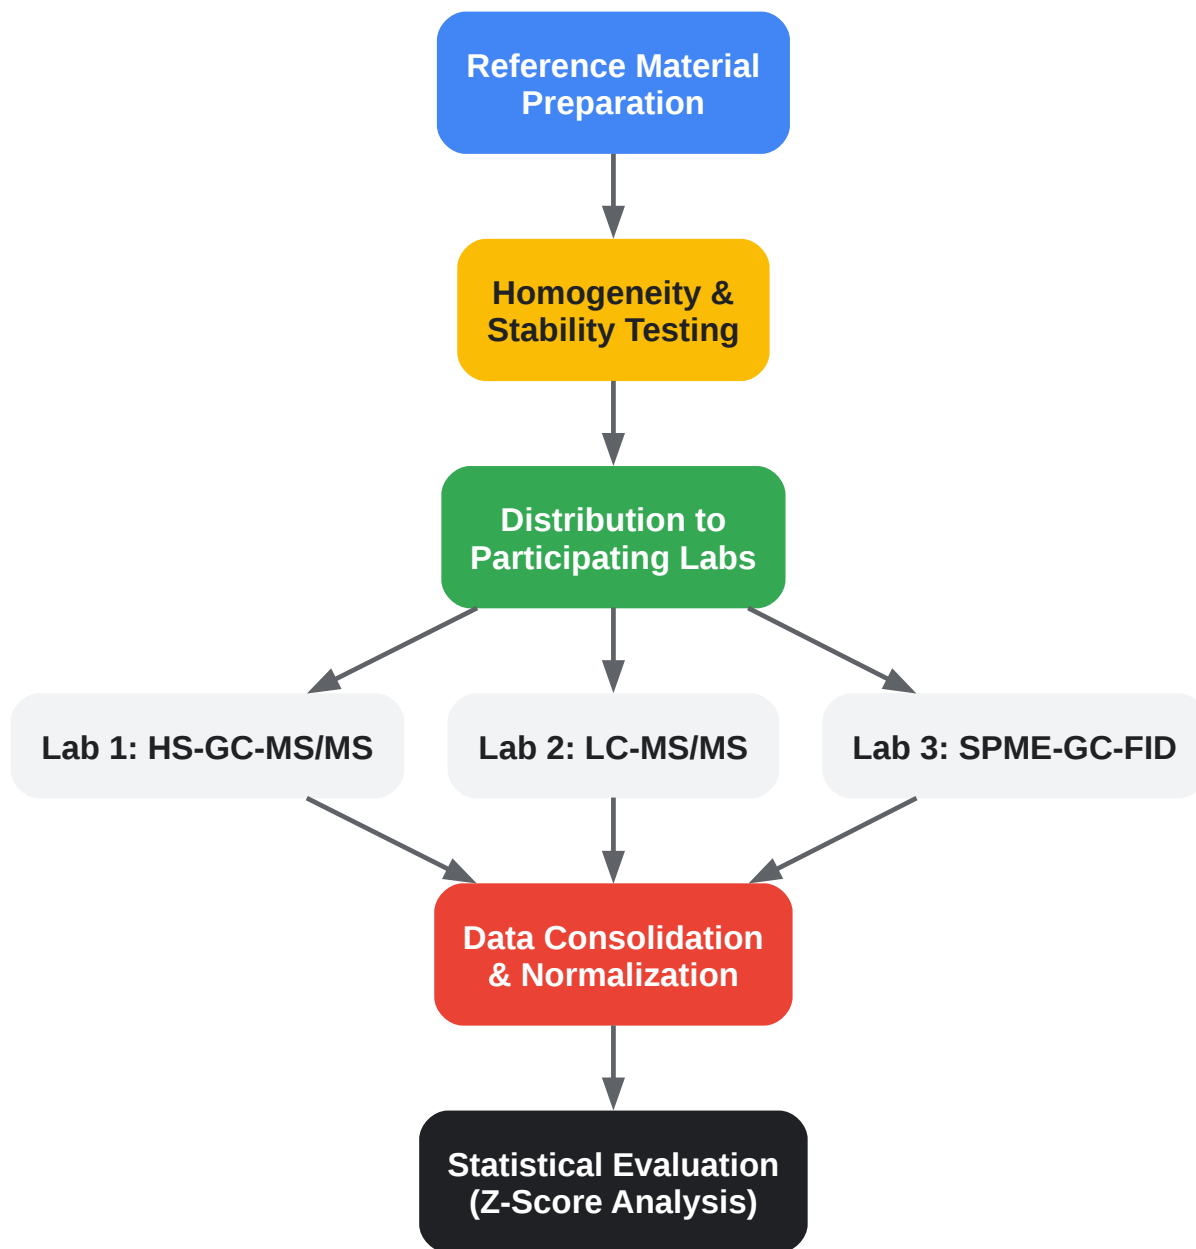 Reference Material
Preparation
Homogeneity &
Stability Testing
Distribution to
Participating Labs
Lab 1: HS-GC-MS/MS
Lab 2: LC-MS/MS
Lab 3: SPME-GC-FID
Data Consolidation
& Normalization
Statistical Evaluation
(Z-Score Analysis)